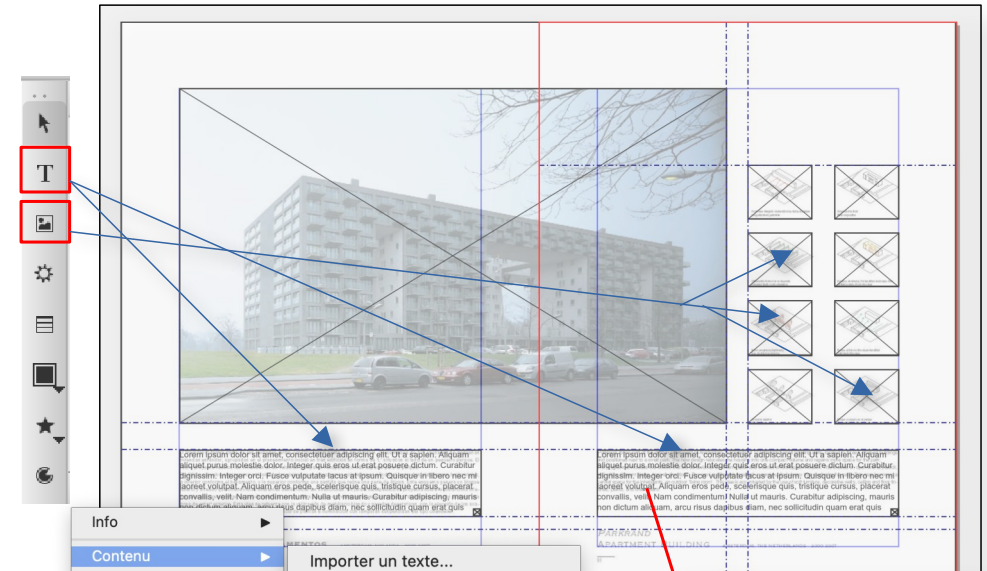 T
Lorem ipsum dolor sit amet, consectetuer adipiscing elit. Ut a sapien. Aliquam
aliquet purus molestie dolor. Integer quis eros ut erat posuere dictum. Curabitur
dignissim. Integer orci. Fusce vulputate lacus at ipsum. Quisque in libero nec mi
laoreet volutpat. Aliquam eros pede, scelerisque quis, tristique cursus, placerat
convallis, velit. Nam condimentum. Nulla ut mauris. Curabitur adipiscing, mauris
non dictum aliquam, arcu risus dapibus diam, nec sollicitudin quam erat quis
Lorem ipsum dolor sit amet, consectetuer adipiscing elit. Ut a sapien. Aliquam
aliquet purus molestie dolor. Integer quis eros ut erat posuere dictum. Curabitur
dignissim. Integer orci. Fusce vulputate lacus at ipsum. Quisque in libero nec mi
laoreet volutpat. Aliquam eros pede, scelerisque quis, tristique cursus, placerat
convallis, velit. Nam condimentum. Nulla ut mauris. Curabitur adipiscing, mauris
non dictum aliquam, arcu risus dapibus diam, nec sollicitudin quam erat quis
PARKRAND
APARTMENT BUILDING
MENTOS
Info
Contenu
Importer un texte...